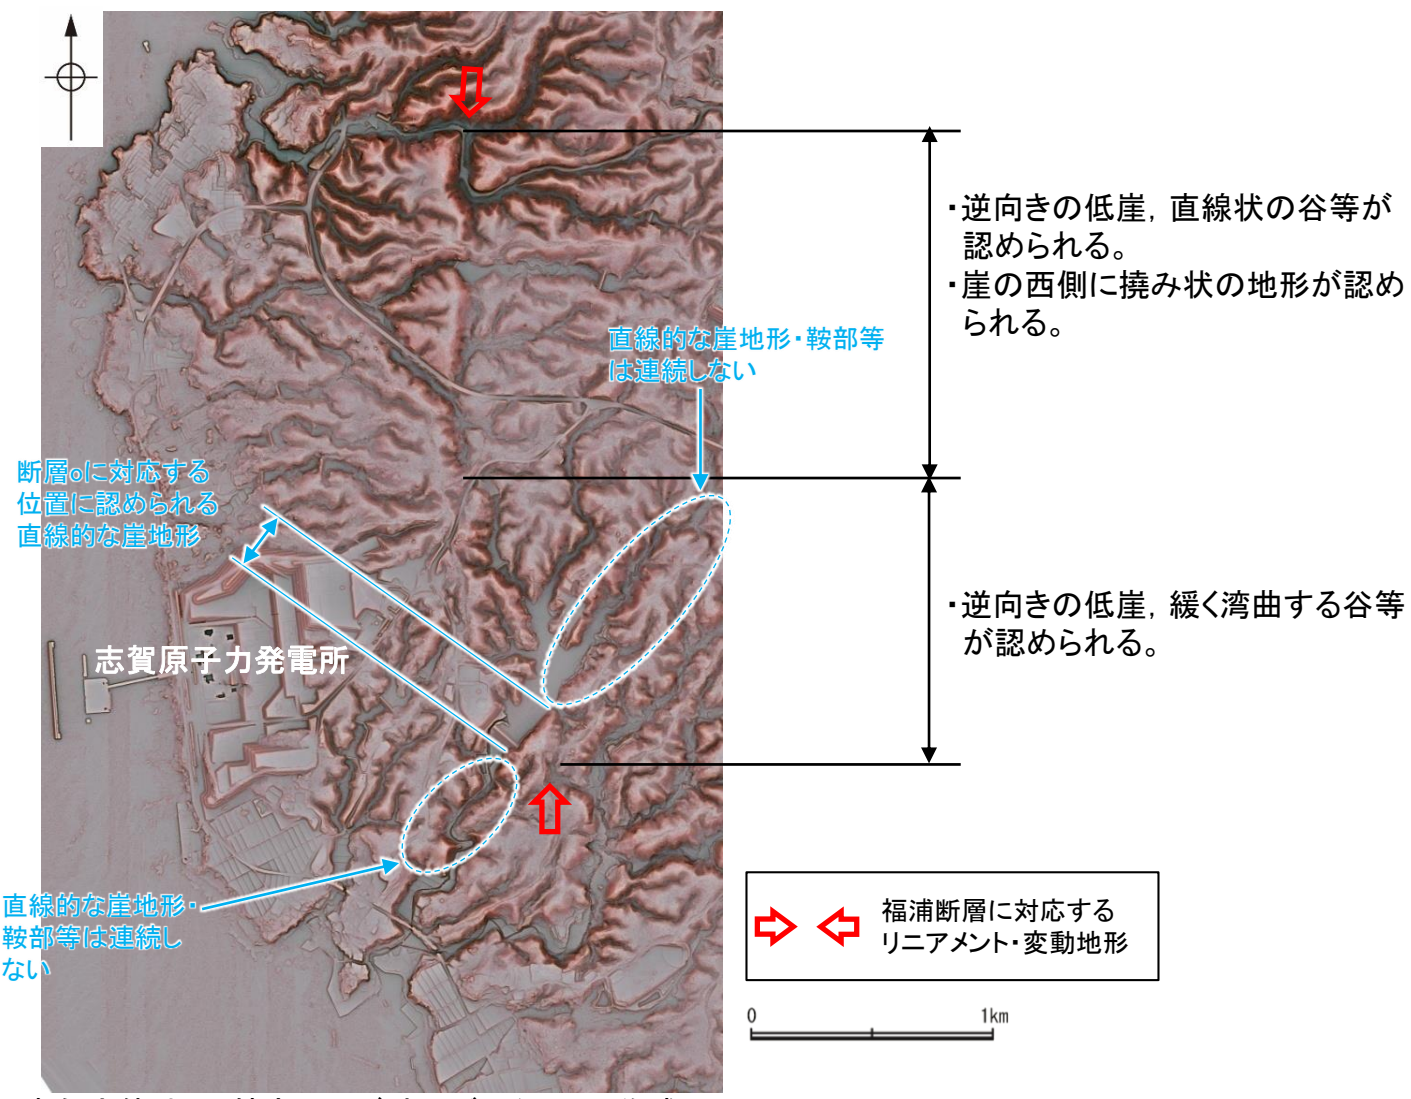 ・逆向きの低崖，直線状の谷等が
認められる。
・崖の西側に撓み状の地形が認め
られる。
直線的な崖地形・鞍部等
は連続しない
断層oに対応する
位置に認められる
直線的な崖地形
・逆向きの低崖，緩く湾曲する谷等
が認められる。
志賀原子力発電所
直線的な崖地形・
鞍部等は連続し
ない
福浦断層に対応する
リニアメント・変動地形
0 1km